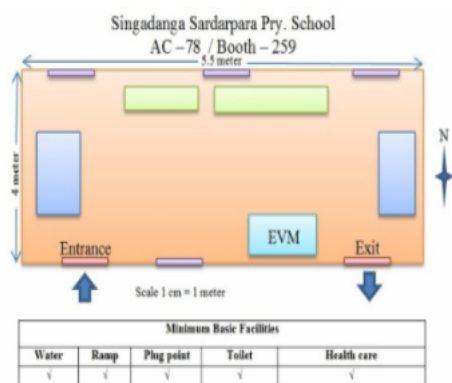 Singadanga Sardarpara Pry. School
AC –78 / Booth – 259
5.5 meter
4 meter
N
EVM
Entrance
Exit
Scale 1 cm = 1 meter
Minimum Basic Facilities
Water Ramp Plug point Toilet Health care
√ √ √ √ √